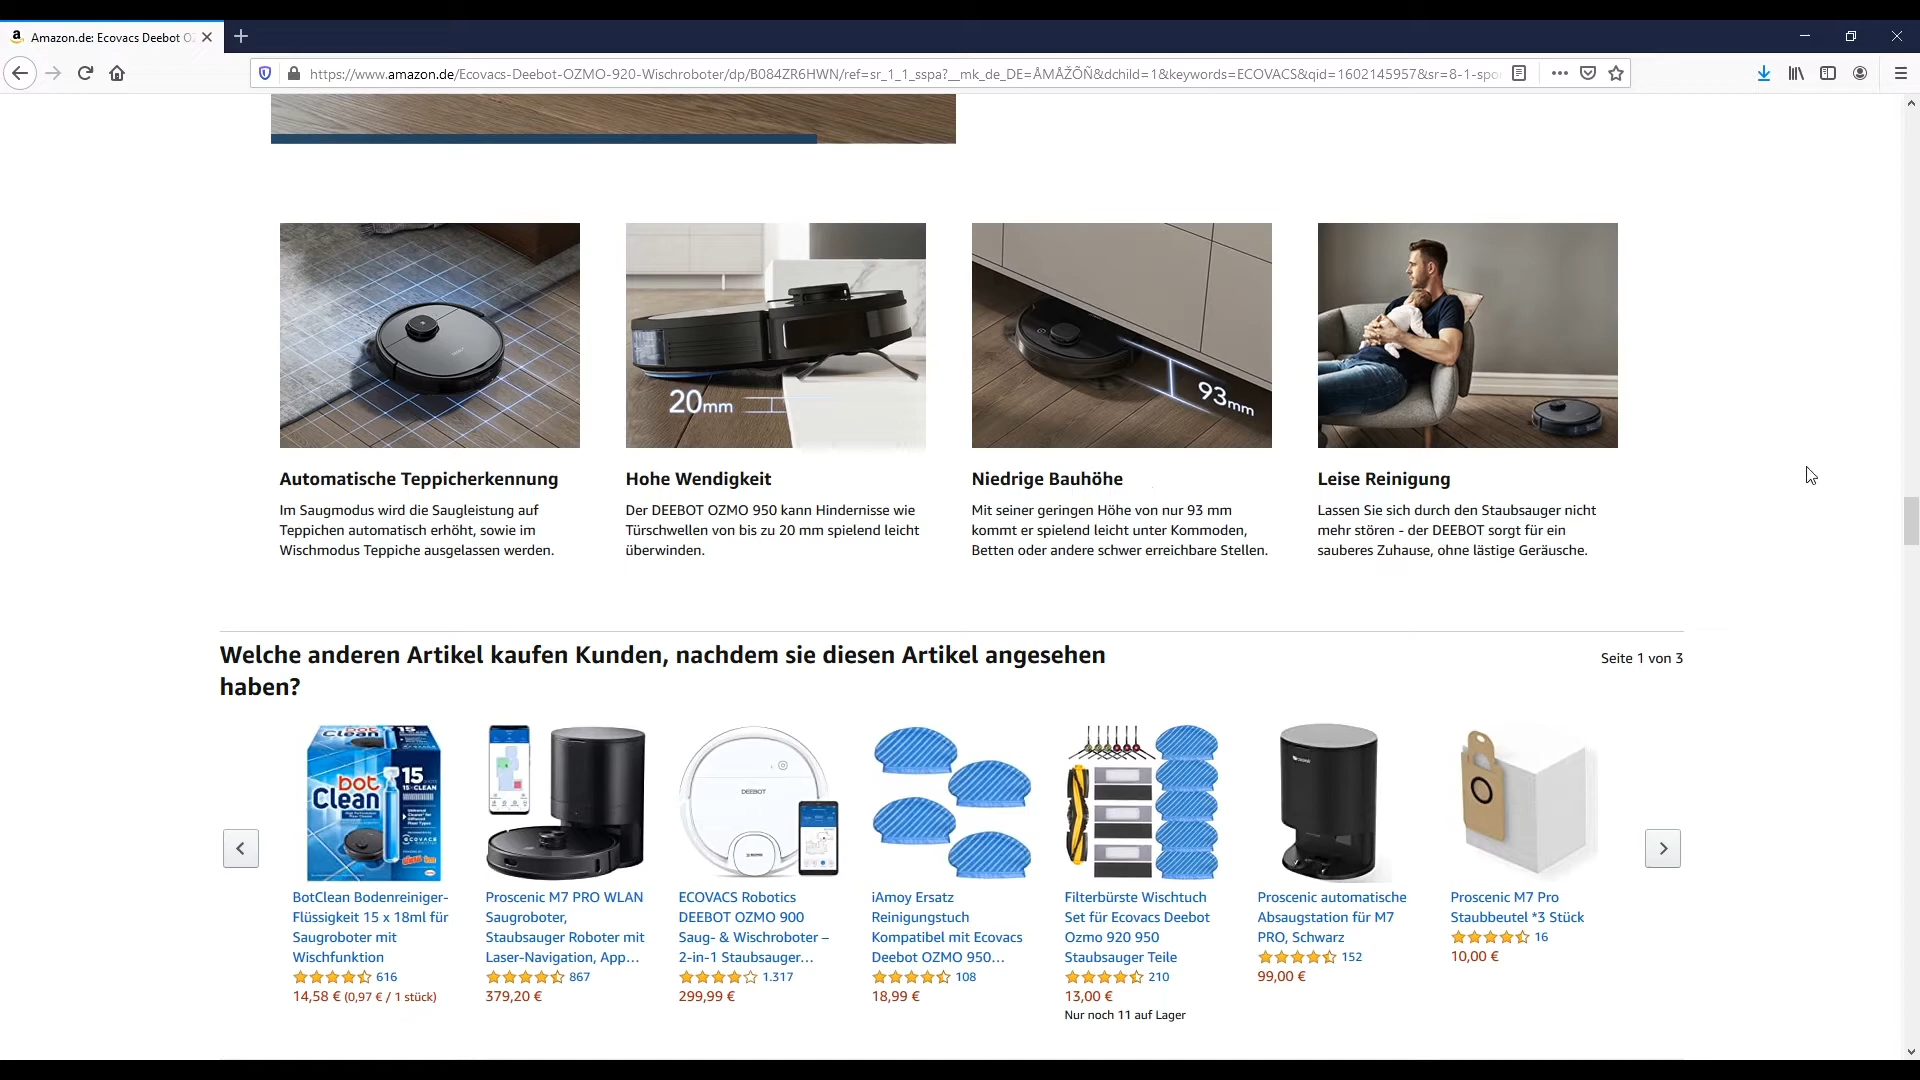 Amazon.de: Ecovacs Deebot OZ
https://www.amazon.de/Ecovacs-Deebot-OZMO-920-Wischroboter/dp/B084ZR6HWN/ref=sr_1_1_sspa?__mk_de_DE=ÅMÅŽÕÑ&dchild=1&keywords=ECOVACS&qid=1602145957&sr=8-1-spo
20mm
93mm
Automatische Teppicherkennung
Im Saugmodus wird die Saugleistung auf
Teppichen automatisch erhöht, sowie im
Wischmodus Teppiche ausgelassen werden.
Hohe Wendigkeit
Der DEEBOT OZMO 950 kann Hindernisse wie
Türschwellen von bis zu 20 mm spielend leicht
überwinden.
Niedrige Bauhöhe
Mit seiner geringen Höhe von nur 93 mm
kommt er spielend leicht unter Kommoden,
Betten oder andere schwer erreichbare Stellen.
Leise Reinigung
Lassen Sie sich durch den Staubsauger nicht
mehr stören - der DEEBOT sorgt für ein
sauberes Zuhause, ohne lästige Geräusche.
Welche anderen Artikel kaufen Kunden, nachdem sie diesen Artikel angesehen
haben?
Seite 1 von 3
bot
Clean
15
bot
Clean
15
ECOVACS
DEEBOT
BotClean Bodenreiniger-
Flüssigkeit 15 x 18ml für
Saugroboter mit
Wischfunktion
616
14,58 € (0,97 € / 1 stück)
Proscenic M7 PRO WLAN
Saugroboter,
Staubsauger Roboter mit
Laser-Navigation, App...
867
379,20 €
ECOVACS Robotics
DEEBOT OZMO 900
Saug- & Wischroboter –
2-in-1 Staubsauger...
1.317
299,99 €
iAmoy Ersatz
Reinigungstuch
Kompatibel mit Ecovacs
Deebot OZMO 950...
108
18,99 €
Filterbürste Wischtuch
Set für Ecovacs Deebot
Ozmo 920 950
Staubsauger Teile
210
13,00 €
Nur noch 11 auf Lager
Proscenic automatische
Absaugstation für M7
PRO, Schwarz
152
99,00 €
Proscenic M7 Pro
Staubbeutel *3 Stück
16
10,00 €